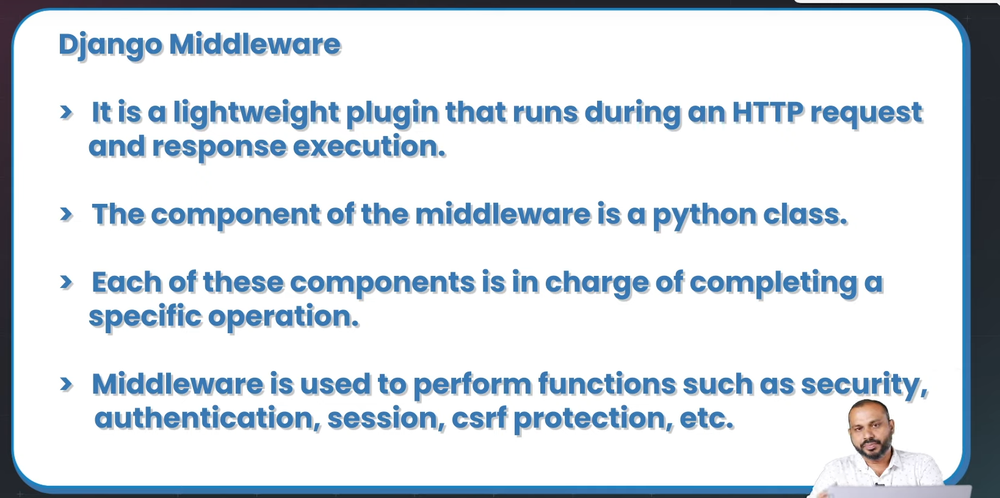 Django Middleware
> It is a lightweight plugin that runs during an HTTP request
and response execution.
> The component of the middleware is a python class.
> Each of these components is in charge of completing a
specific operation.
> Middleware is used to perform functions such as security,
authentication, session, csrf protection, etc.